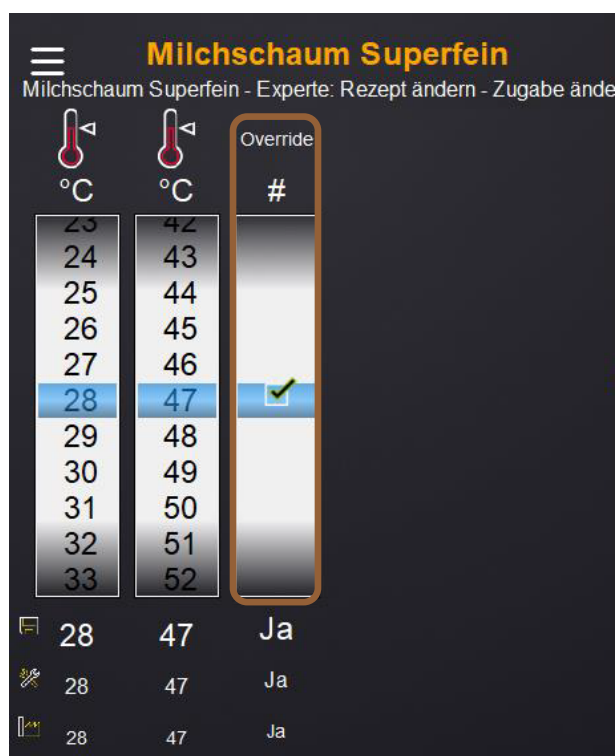 Milchschaum Superfein
Milchschaum Superfein - Experte: Rezept ändern - Zugabe ände
Override
°C °C #
23 42
24 43
25 44
26 45
27 46
28 47
29 48
30 49
31 50
32 51
33 52
28 47 Ja
28 47 Ja
28 47 Ja